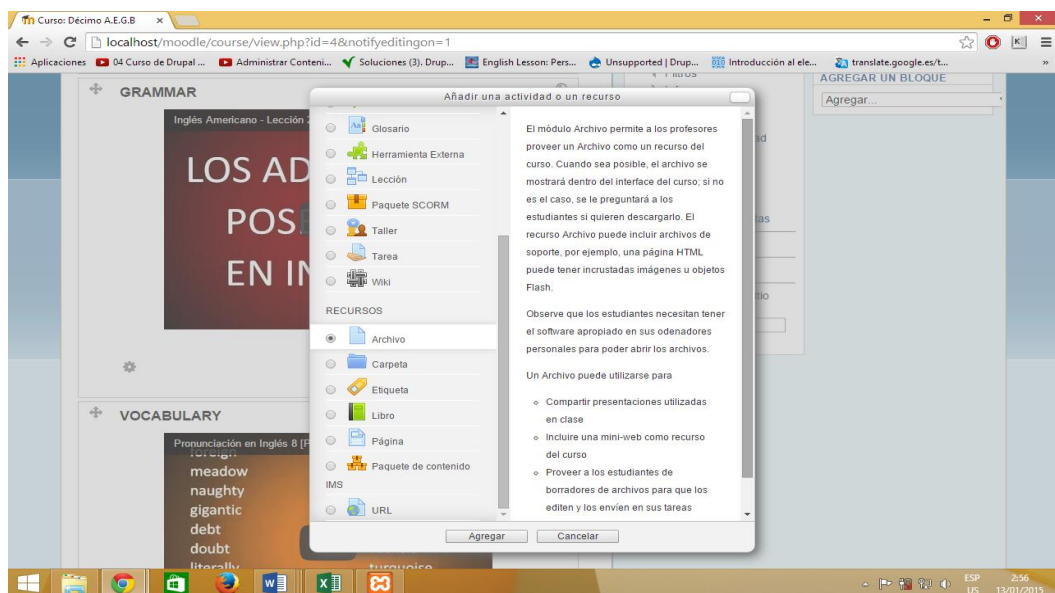 Curso: Décimo A.E.G.B
localhost/moodle/course/view.php?id=4&notifyeditingon=1
Aplicaciones 04 Curso de Drupal ... Administrar Conteni... Soluciones (3). Drup... English Lesson: Pers... Unsupported | Drup... Introducción al ele... translate.google.es/t... »
GRAMMAR
Inglés Americano - Lección
LOS AD
POS
EN IN
VOCABULARY
Pronunciación en Inglés 8 [P
foreign
meadow
naughty
gigantic
debt
doubt
literally
turquoise
Añadir una actividad o un recurso
Glosario
Herramienta Externa
Lección
Paquete SCORM
Taller
Tarea
Wiki
RECURSOS
Archivo
Carpeta
Etiqueta
Libro
Página
Paquete de contenido
IMS
URL
El módulo Archivo permite a los profesores
proveer un Archivo como un recurso del
curso. Cuando sea posible, el archivo se
mostrará dentro del interface del curso; si no
es el caso, se le preguntará a los
estudiantes si quieren descargarlo. El
recurso Archivo puede incluir archivos de
soporte, por ejemplo, una página HTML
puede tener incrustadas imágenes u objetos
Flash.
Observe que los estudiantes necesitan tener
el software apropiado en sus odenadores
personales para poder abrir los archivos.
Un Archivo puede utilizarse para
Compartir presentaciones utilizadas
en clase
Incluire una mini-web como recurso
del curso
Proveer a los estudiantes de
borradores de archivos para que los
editen y los envíen en sus tareas
Agregar Cancelar
Filtros
AGREGAR UN BLOQUE
Agregar...
ad
tas
tio
ESP 2:56
US 13/01/2015